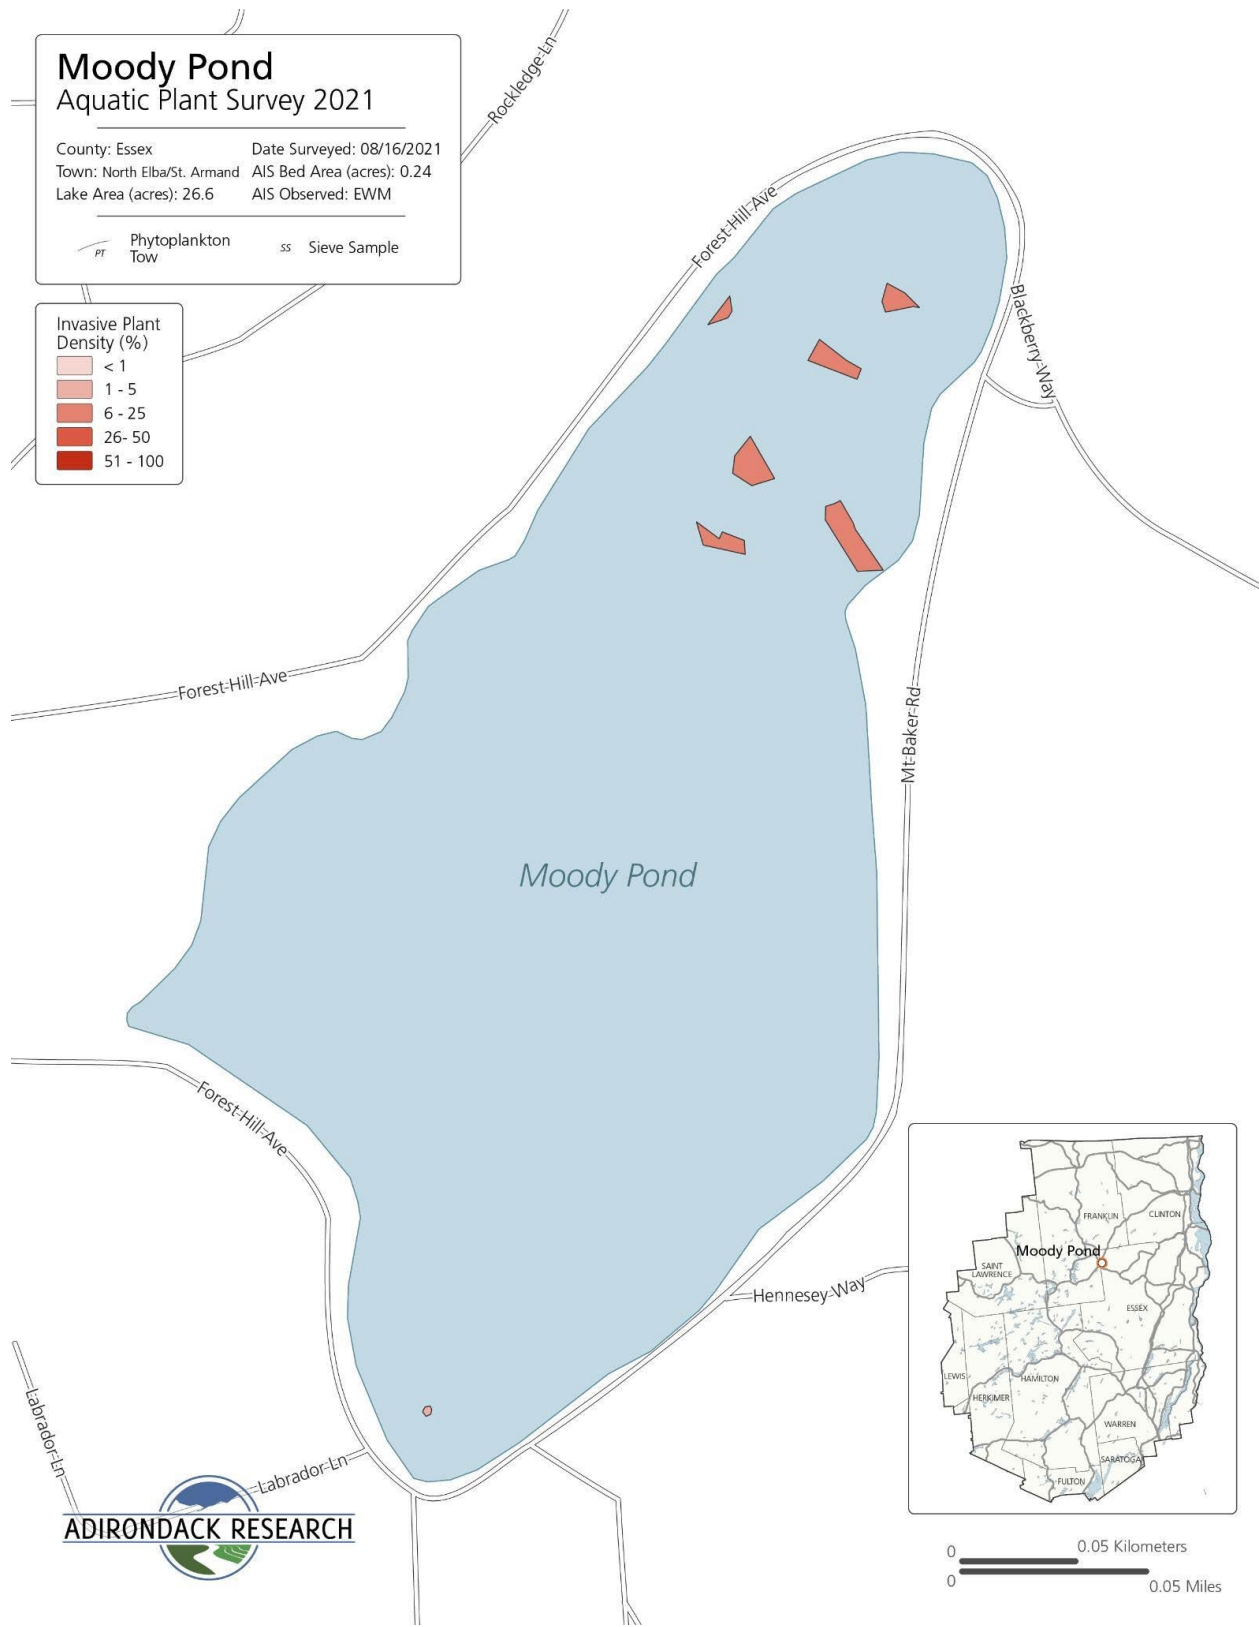 Moody Pond
Aquatic Plant Survey 2021
County: Essex
Date Surveyed: 08/16/2021
Town: North Elba/St. Armand
AIS Bed Area (acres): 0.24
Lake Area (acres): 26.6
AIS Observed: EWM
PT
Phytoplankton
Tow
SS
Sieve Sample
Invasive Plant
Density (%)
< 1
1 - 5
6 - 25
26- 50
51 - 100
Rockledge Ln
Forest Hill Ave
Blackberry Way
Forest Hill Ave
Mt Baker Rd
Moody Pond
Forest Hill Ave
Hennesey Way
Labrador Ln
Labrador Ln
ADIRONDACK RESEARCH
FRANKLIN
CLINTON
Moody Pond
SAINT
LAWRENCE
ESSEX
LEWIS
HAMILTON
HERKIMER
WARREN
SARATOGA
FULTON
0
0.05 Kilometers
0
0.05 Miles